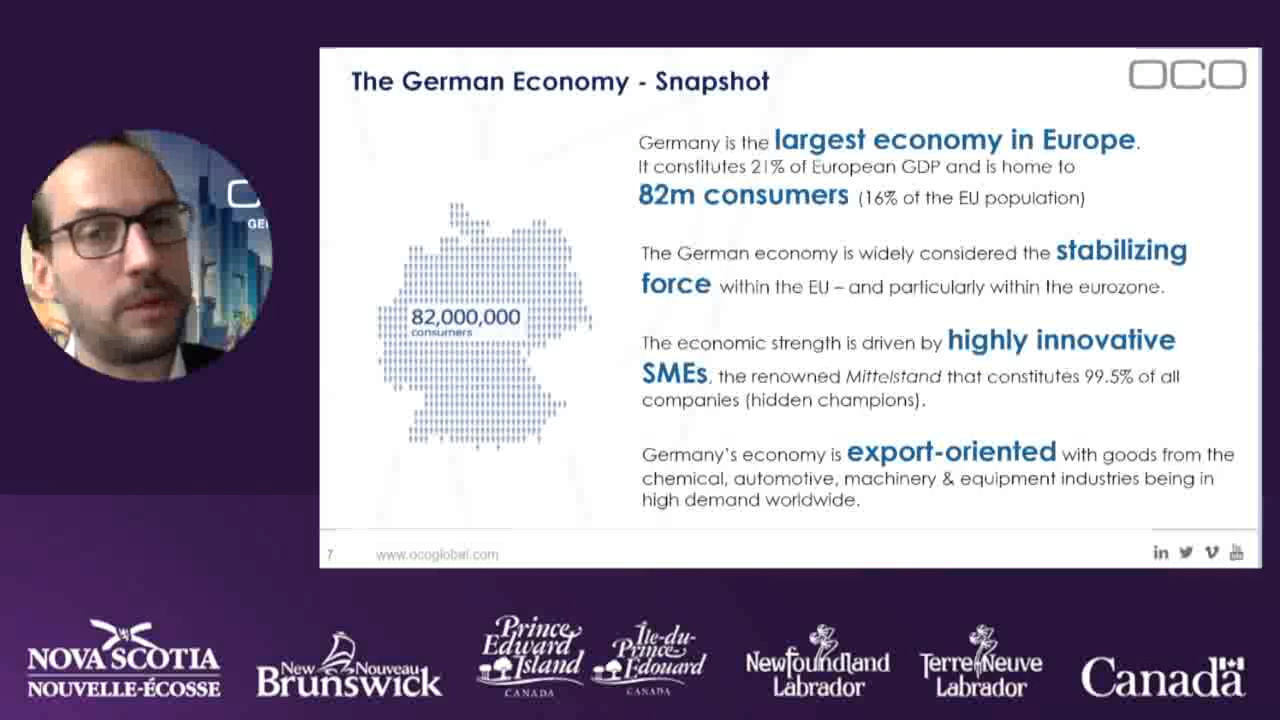 The German Economy - Snapshot
OCO
Germany is the largest economy in Europe.
It constitutes 21% of European GDP and is home to
82m consumers (16% of the EU population)
The German economy is widely considered the stabilizing
force within the EU – and particularly within the eurozone.
The economic strength is driven by highly innovative
SMEs, the renowned Mittelstand that constitutes 99.5% of all
companies (hidden champions).
Germany's economy is export-oriented with goods from the
chemical, automotive, machinery & equipment industries being in
high demand worldwide.
82,000,000
consumers
7
www.ocoglobal.com
in
NOVA SCOTIA
NOUVELLE-ÉCOSSE
New Nouveau
Brunswick
Prince
Edward
Island
CANADA
Île-du-
Prince
Édouard
CANADA
Newfoundland
Labrador
Terre-Neuve
Labrador
Canada